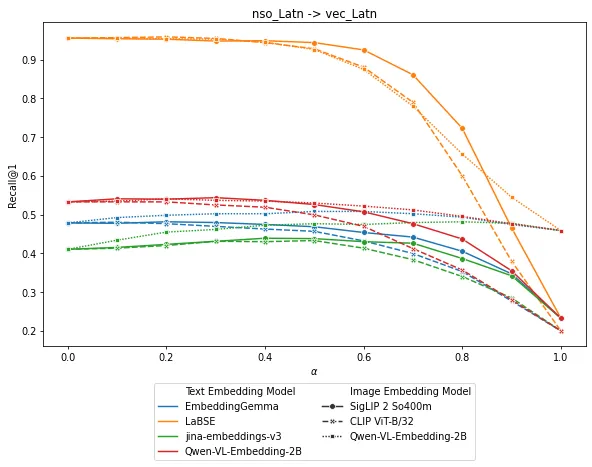 nso_Latn -> vec_Latn
Recall@1
0.9
0.8
0.7
0.6
0.5
0.4
0.3
0.2
0.0 0.2 0.4 0.6 0.8 1.0
α
Text Embedding Model
EmbeddingGemma
LaBSE
jina-embeddings-v3
Qwen-VL-Embedding-2B
Image Embedding Model
SigLIP 2 So400m
CLIP ViT-B/32
Qwen-VL-Embedding-2B